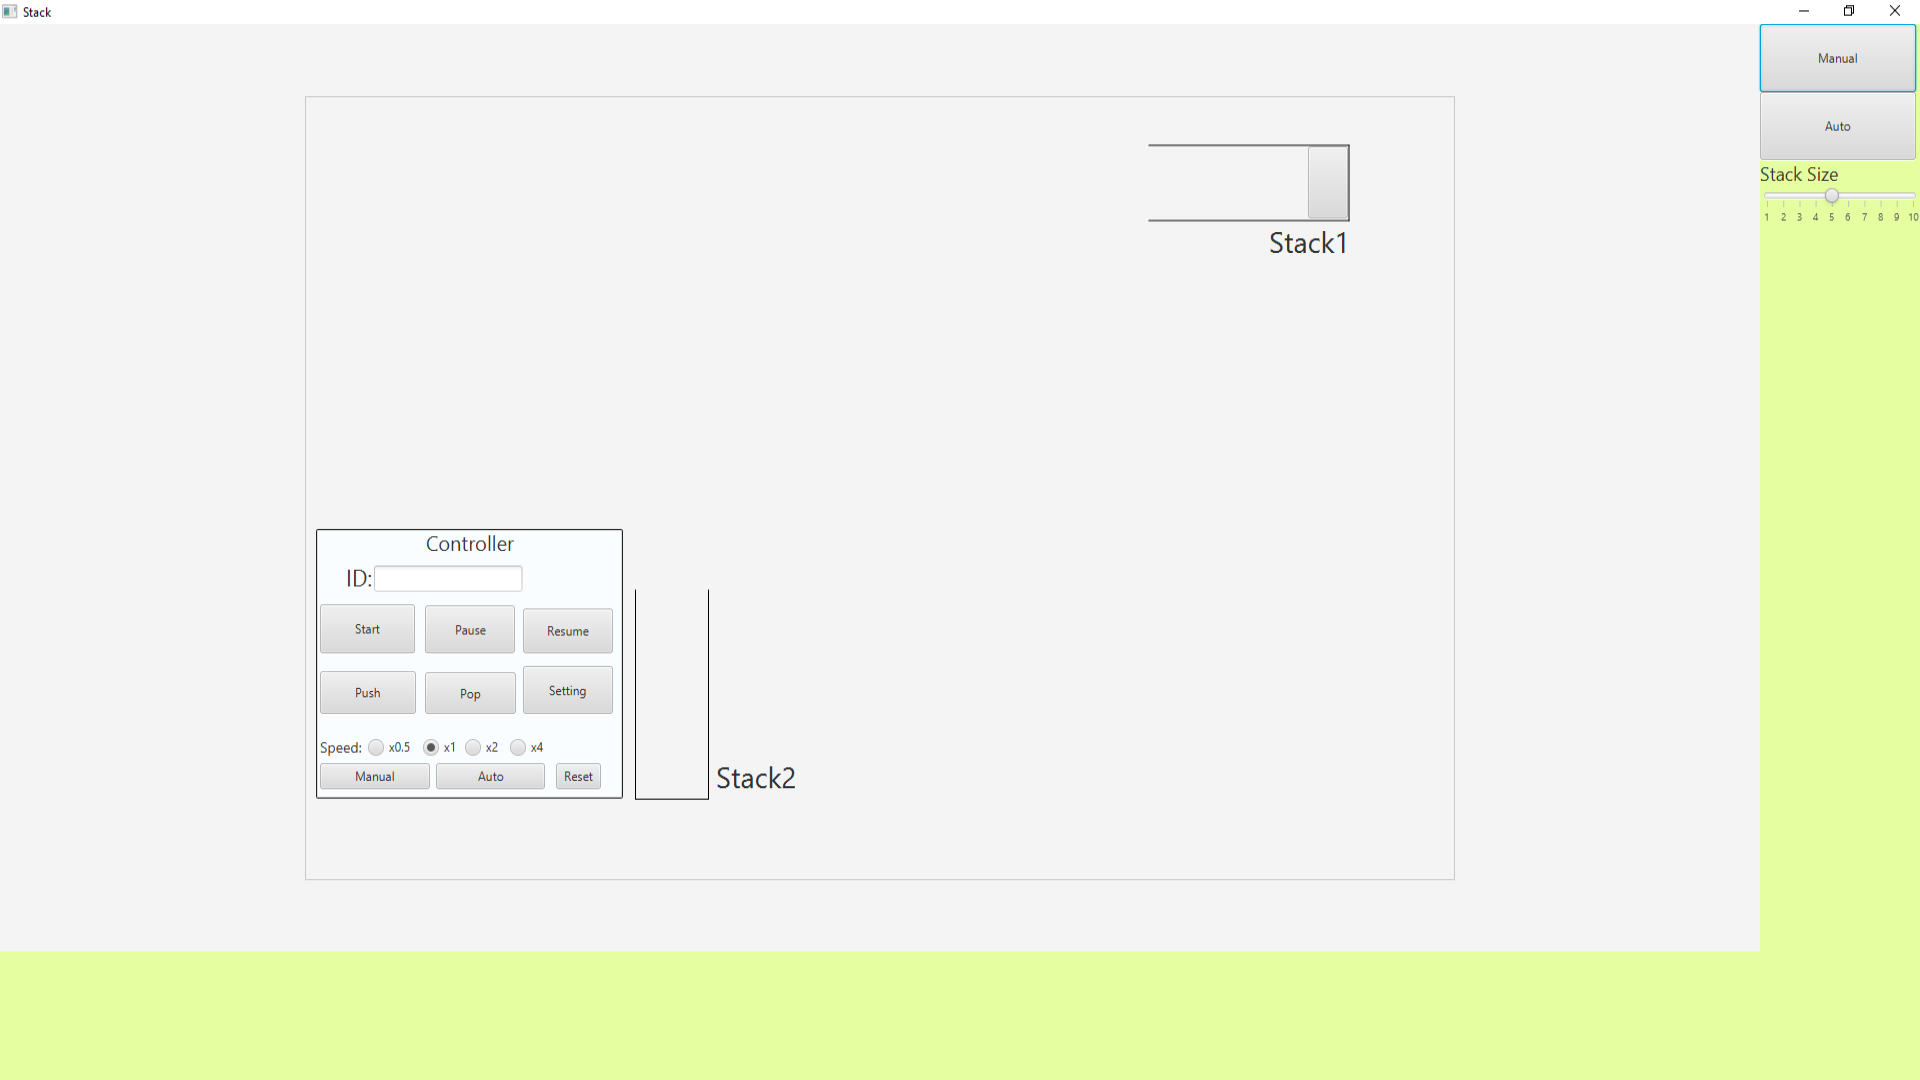 Stack
Manual
Auto
Stack Size
1 2 3 4 5 6 7 8 9 10
Stack1
Controller
ID:
Start Pause Resume
Push Pop Setting
Speed: x0.5 x1 x2 x4
Manual Auto Reset
Stack2